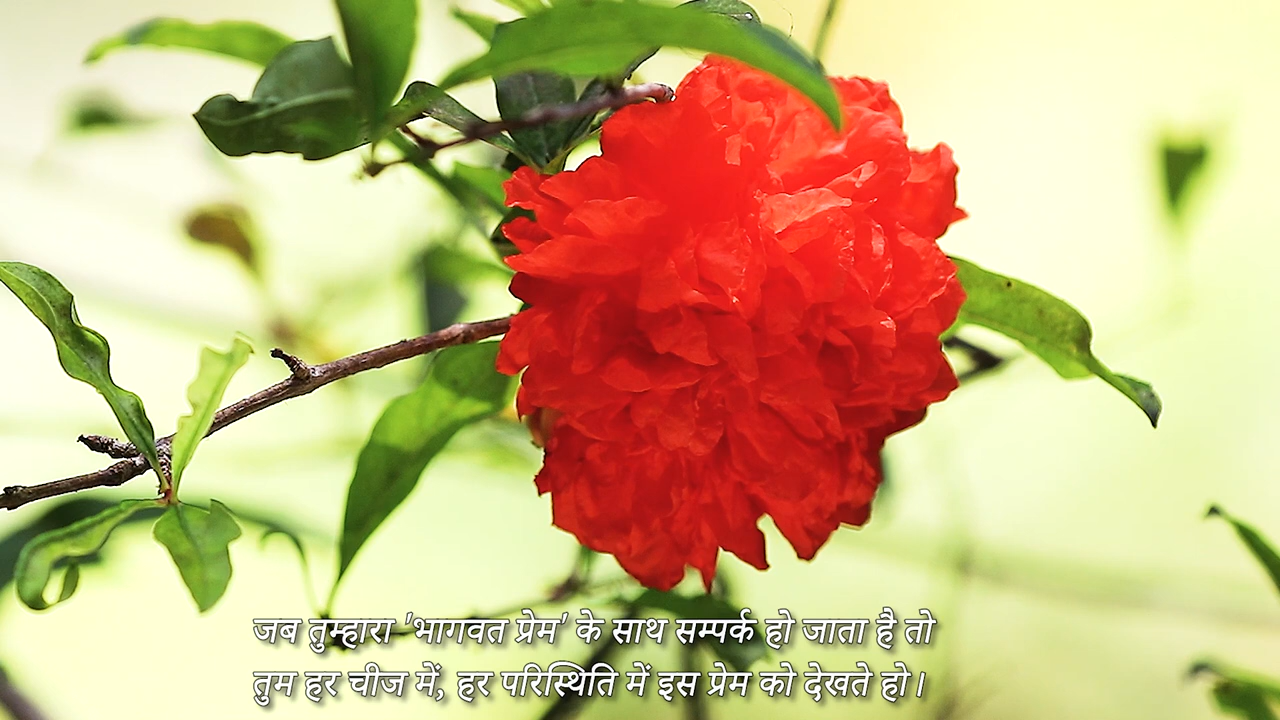 जब तुम्हारा 'भागवत प्रेम' के साथ सम्पर्क हो जाता है तो
तुम हर चीज में, हर परिस्थिति में इस प्रेम को देखते हो।